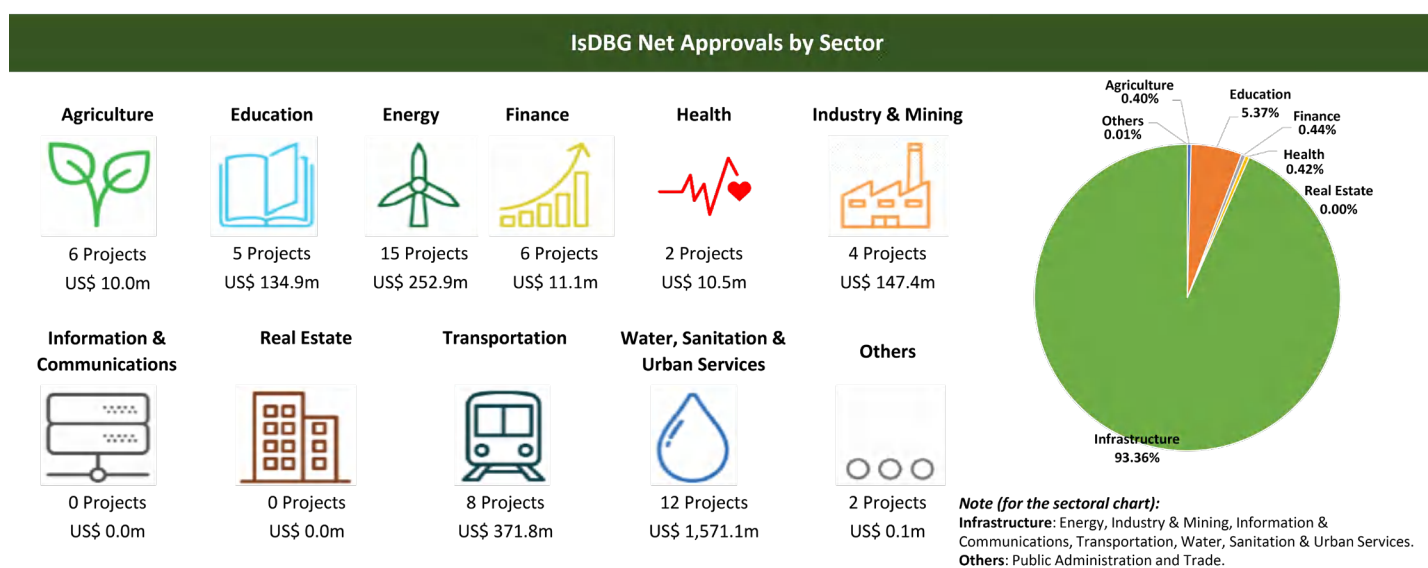 IsDBG Net Approvals by Sector
Agriculture
6 Projects
US$ 10.0m
Education
5 Projects
US$ 134.9m
Energy
15 Projects
US$ 252.9m
Finance
6 Projects
US$ 11.1m
Health
2 Projects
US$ 10.5m
Industry & Mining
4 Projects
US$ 147.4m
Information &
Communications
0 Projects
US$ 0.0m
Real Estate
0 Projects
US$ 0.0m
Transportation
8 Projects
US$ 371.8m
Water, Sanitation &
Urban Services
12 Projects
US$ 1,571.1m
Others
2 Projects
US$ 0.1m
Agriculture
0.40%
Others
0.01%
Education
5.37%
Finance
0.44%
Health
0.42%
Real Estate
0.00%
Infrastructure
93.36%
Note (for the sectoral chart):
Infrastructure: Energy, Industry & Mining, Information &
Communications, Transportation, Water, Sanitation & Urban Services.
Others: Public Administration and Trade.